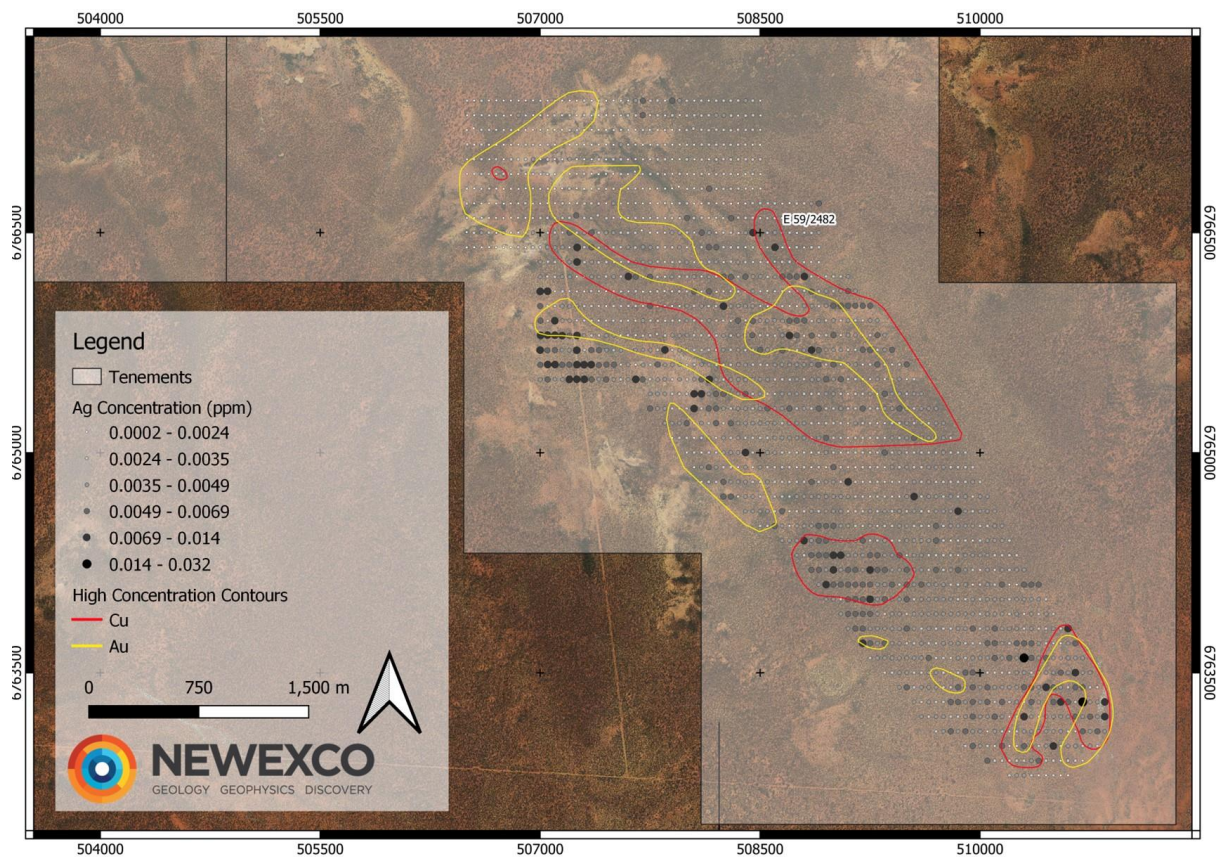 504000 505500 507000 508500 510000
6766500 6766500
E 59/2482
Legend
Tenements
Ag Concentration (ppm)
0.0002 - 0.0024
0.0024 - 0.0035
0.0035 - 0.0049
0.0049 - 0.0069
0.0069 - 0.014
0.014 - 0.032
High Concentration Contours
Cu
Au
6765000 6765000
6763500 6763500
0 750 1,500 m
NEWEXCO
GEOLOGY GEOPHYSICS DISCOVERY
504000 505500 507000 508500 510000